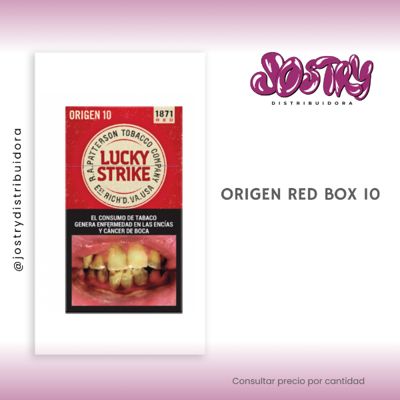 JOSTRY
DISTRIBUIDORA
@jostrydistribuidora
ORIGEN 10
1871
R.A.PATTERSON TOBACCO COMPANY
LUCKY
STRIKE
EST RICH'D.VA.USA
EL CONSUMO DE TABACO
GENERA ENFERMEDAD EN LAS ENCÍAS
Y CÁNCER DE BOCA
ORIGEN RED BOX 10
Consultar precio por cantidad